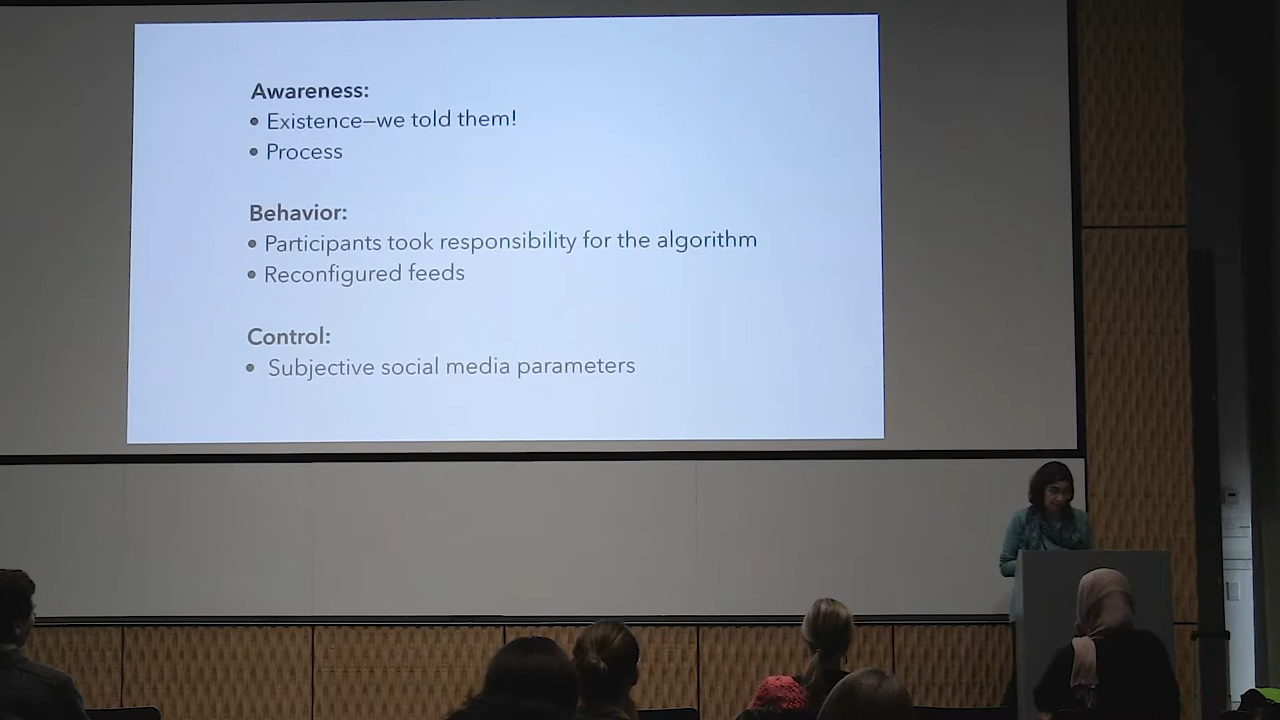 Awareness:
• Existence—we told them!
• Process
Behavior:
• Participants took responsibility for the algorithm
• Reconfigured feeds
Control:
• Subjective social media parameters